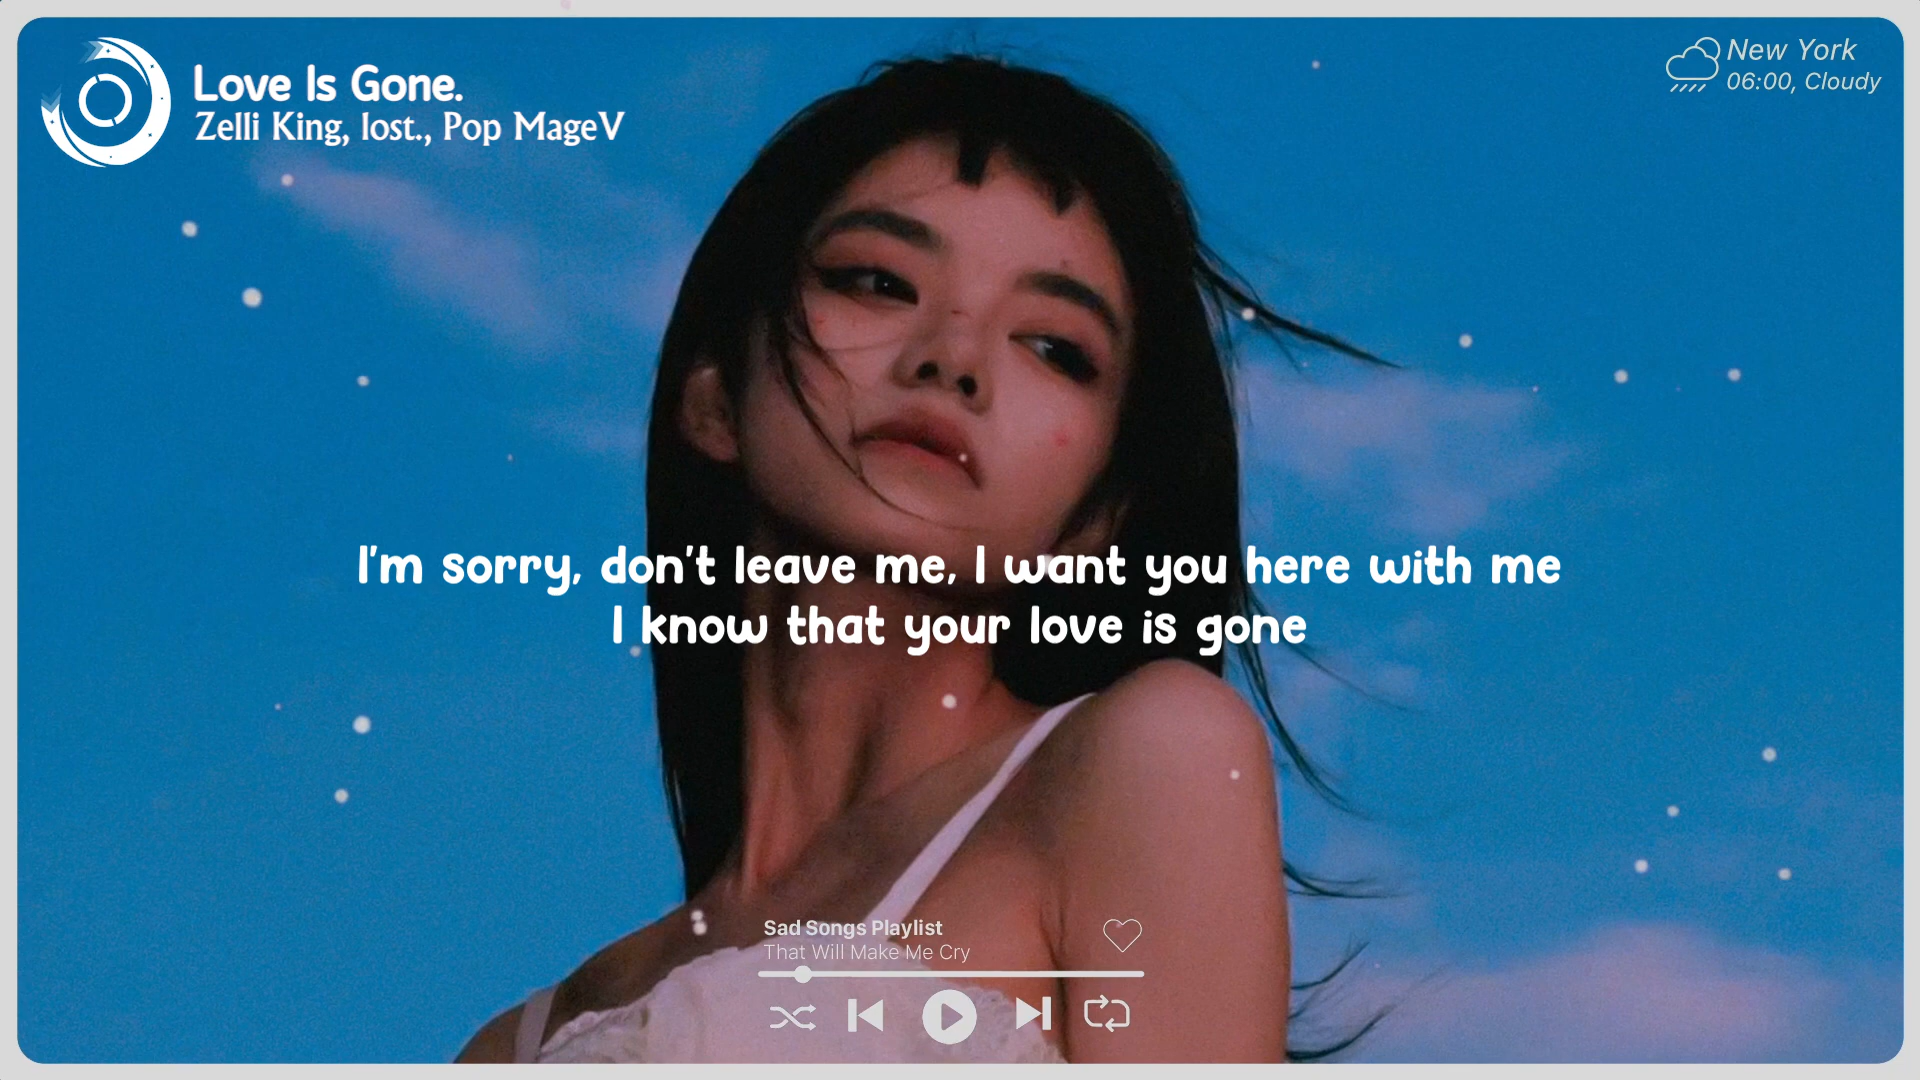 Love Is Gone.
Zelli King, lost., Pop MageV
New York
06:00, Cloudy
I'm sorry, don't leave me, I want you here with me
I know that your love is gone
Sad Songs Playlist
That Will Make Me Cry